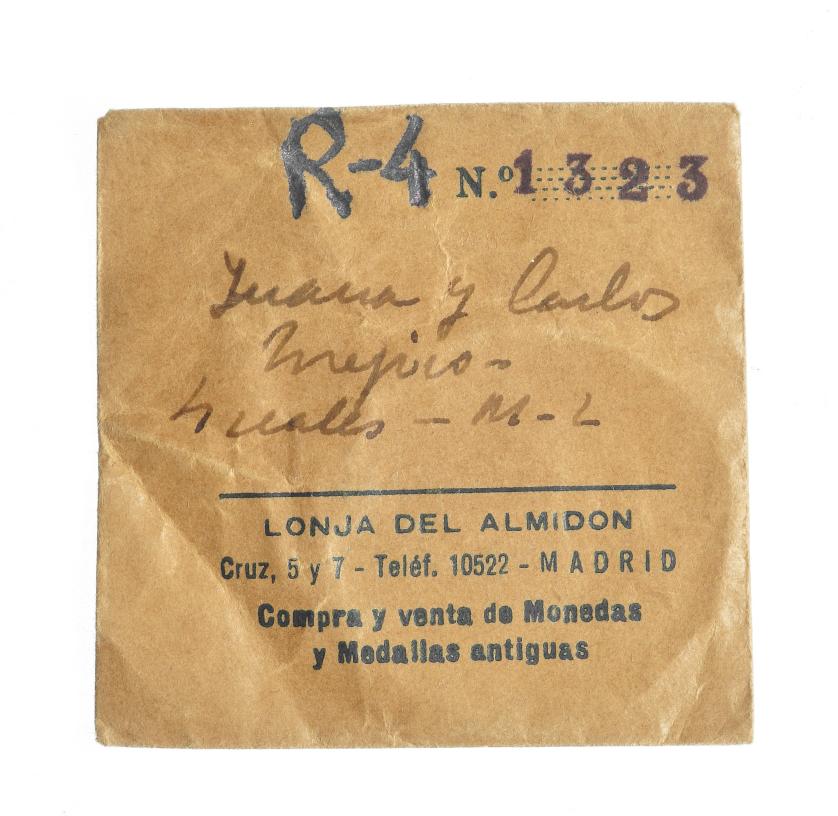 R-4 N.º 1323
Juana y Carlos
Mejico-
4 reales - M-L
LONJA DEL ALMIDON
Cruz, 5 y 7 - Teléf. 10522 - MADRID
Compra y venta de Monedas
y Medallas antiguas